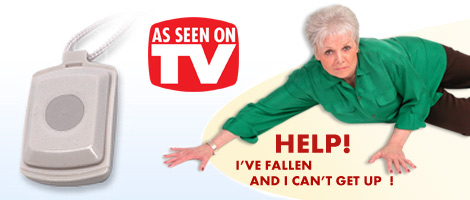 AS SEEN ON
TV
HELP!
I'VE FALLEN
AND I CAN'T GET UP !